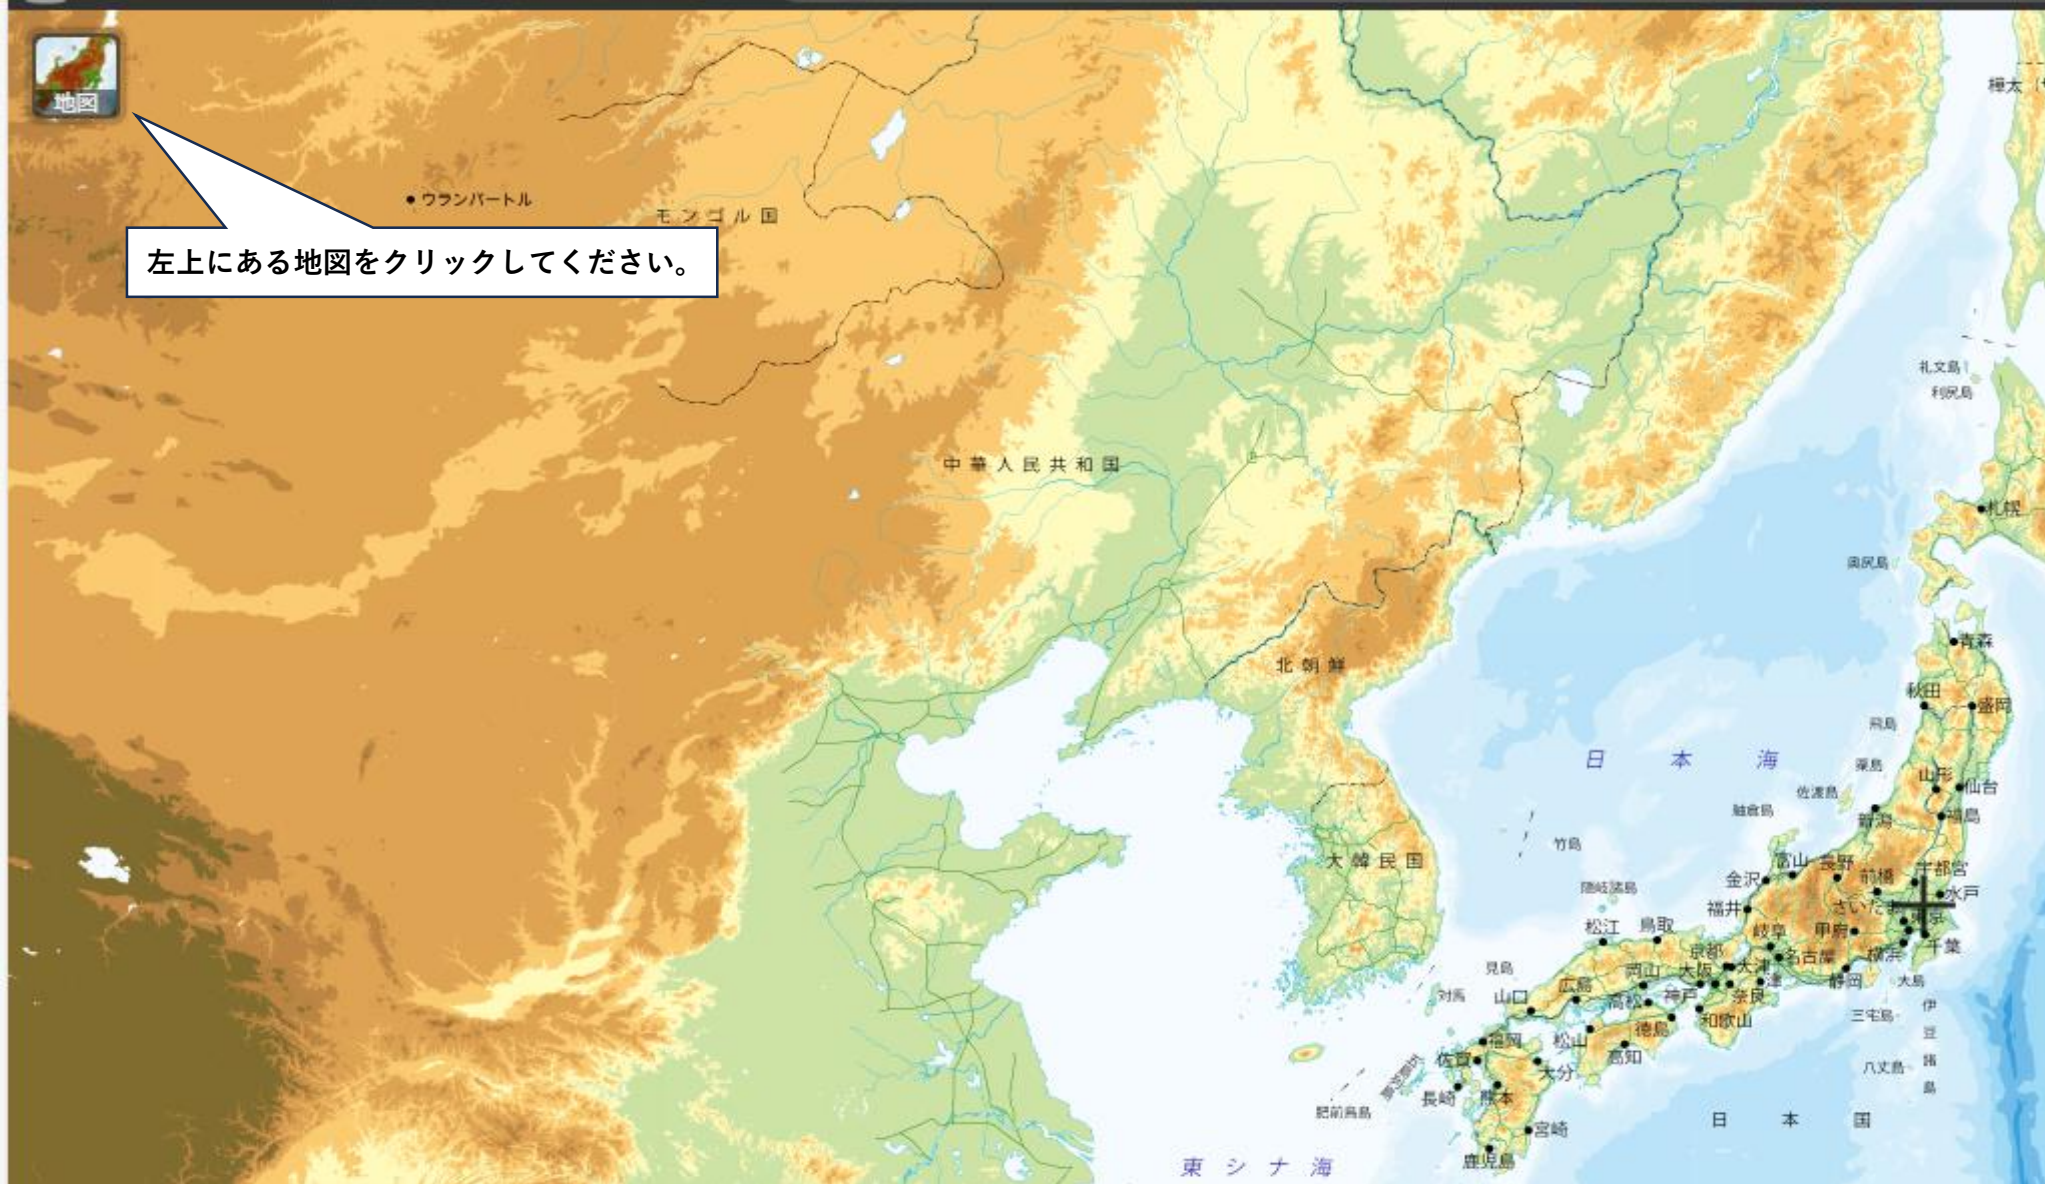 地図
樺太
ウランバートル
モンゴル国
左上にある地図をクリックしてください。
礼文島
利尻島
中華人民共和国
札幌
奥尻島
青森
北朝鮮
秋田
盛岡
飛島
日本海
粟島
山形
仙台
佐渡島
舳倉島
新潟
福島
竹島
大韓民国
富山
長野
宇都宮
前橋
金沢
隠岐諸島
水戸
福井
さいたま
東京
松江
鳥取
岐阜
甲府
千葉
京都
名古屋
横浜
見島
岡山
大阪
大津
津
静岡
大島
広島
対馬
山口
高松
神戸
奈良
三宅島
伊豆諸島
和歌山
徳島
福岡
松山
佐賀
高知
大分
八丈島
長崎
熊本
肥前鳥島
日本国
宮崎
鹿児島
東シナ海